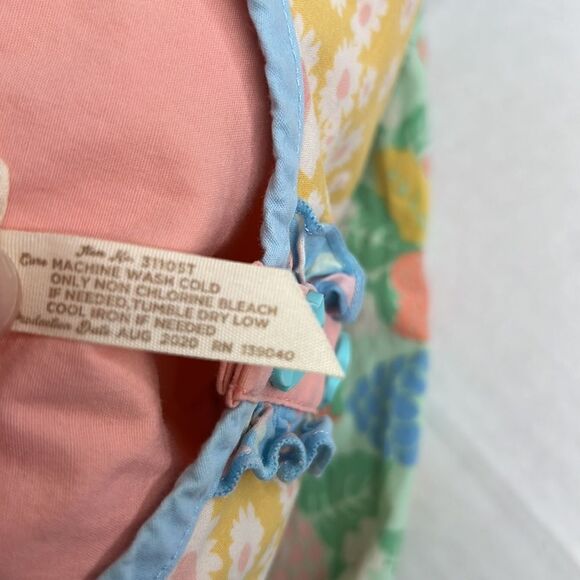 Item No. 31105T
Care MACHINE WASH COLD
ONLY NON CHLORINE BLEACH
IF NEEDED, TUMBLE DRY LOW
COOL IRON IF NEEDED
Production Date AUG 2020 RN 139040